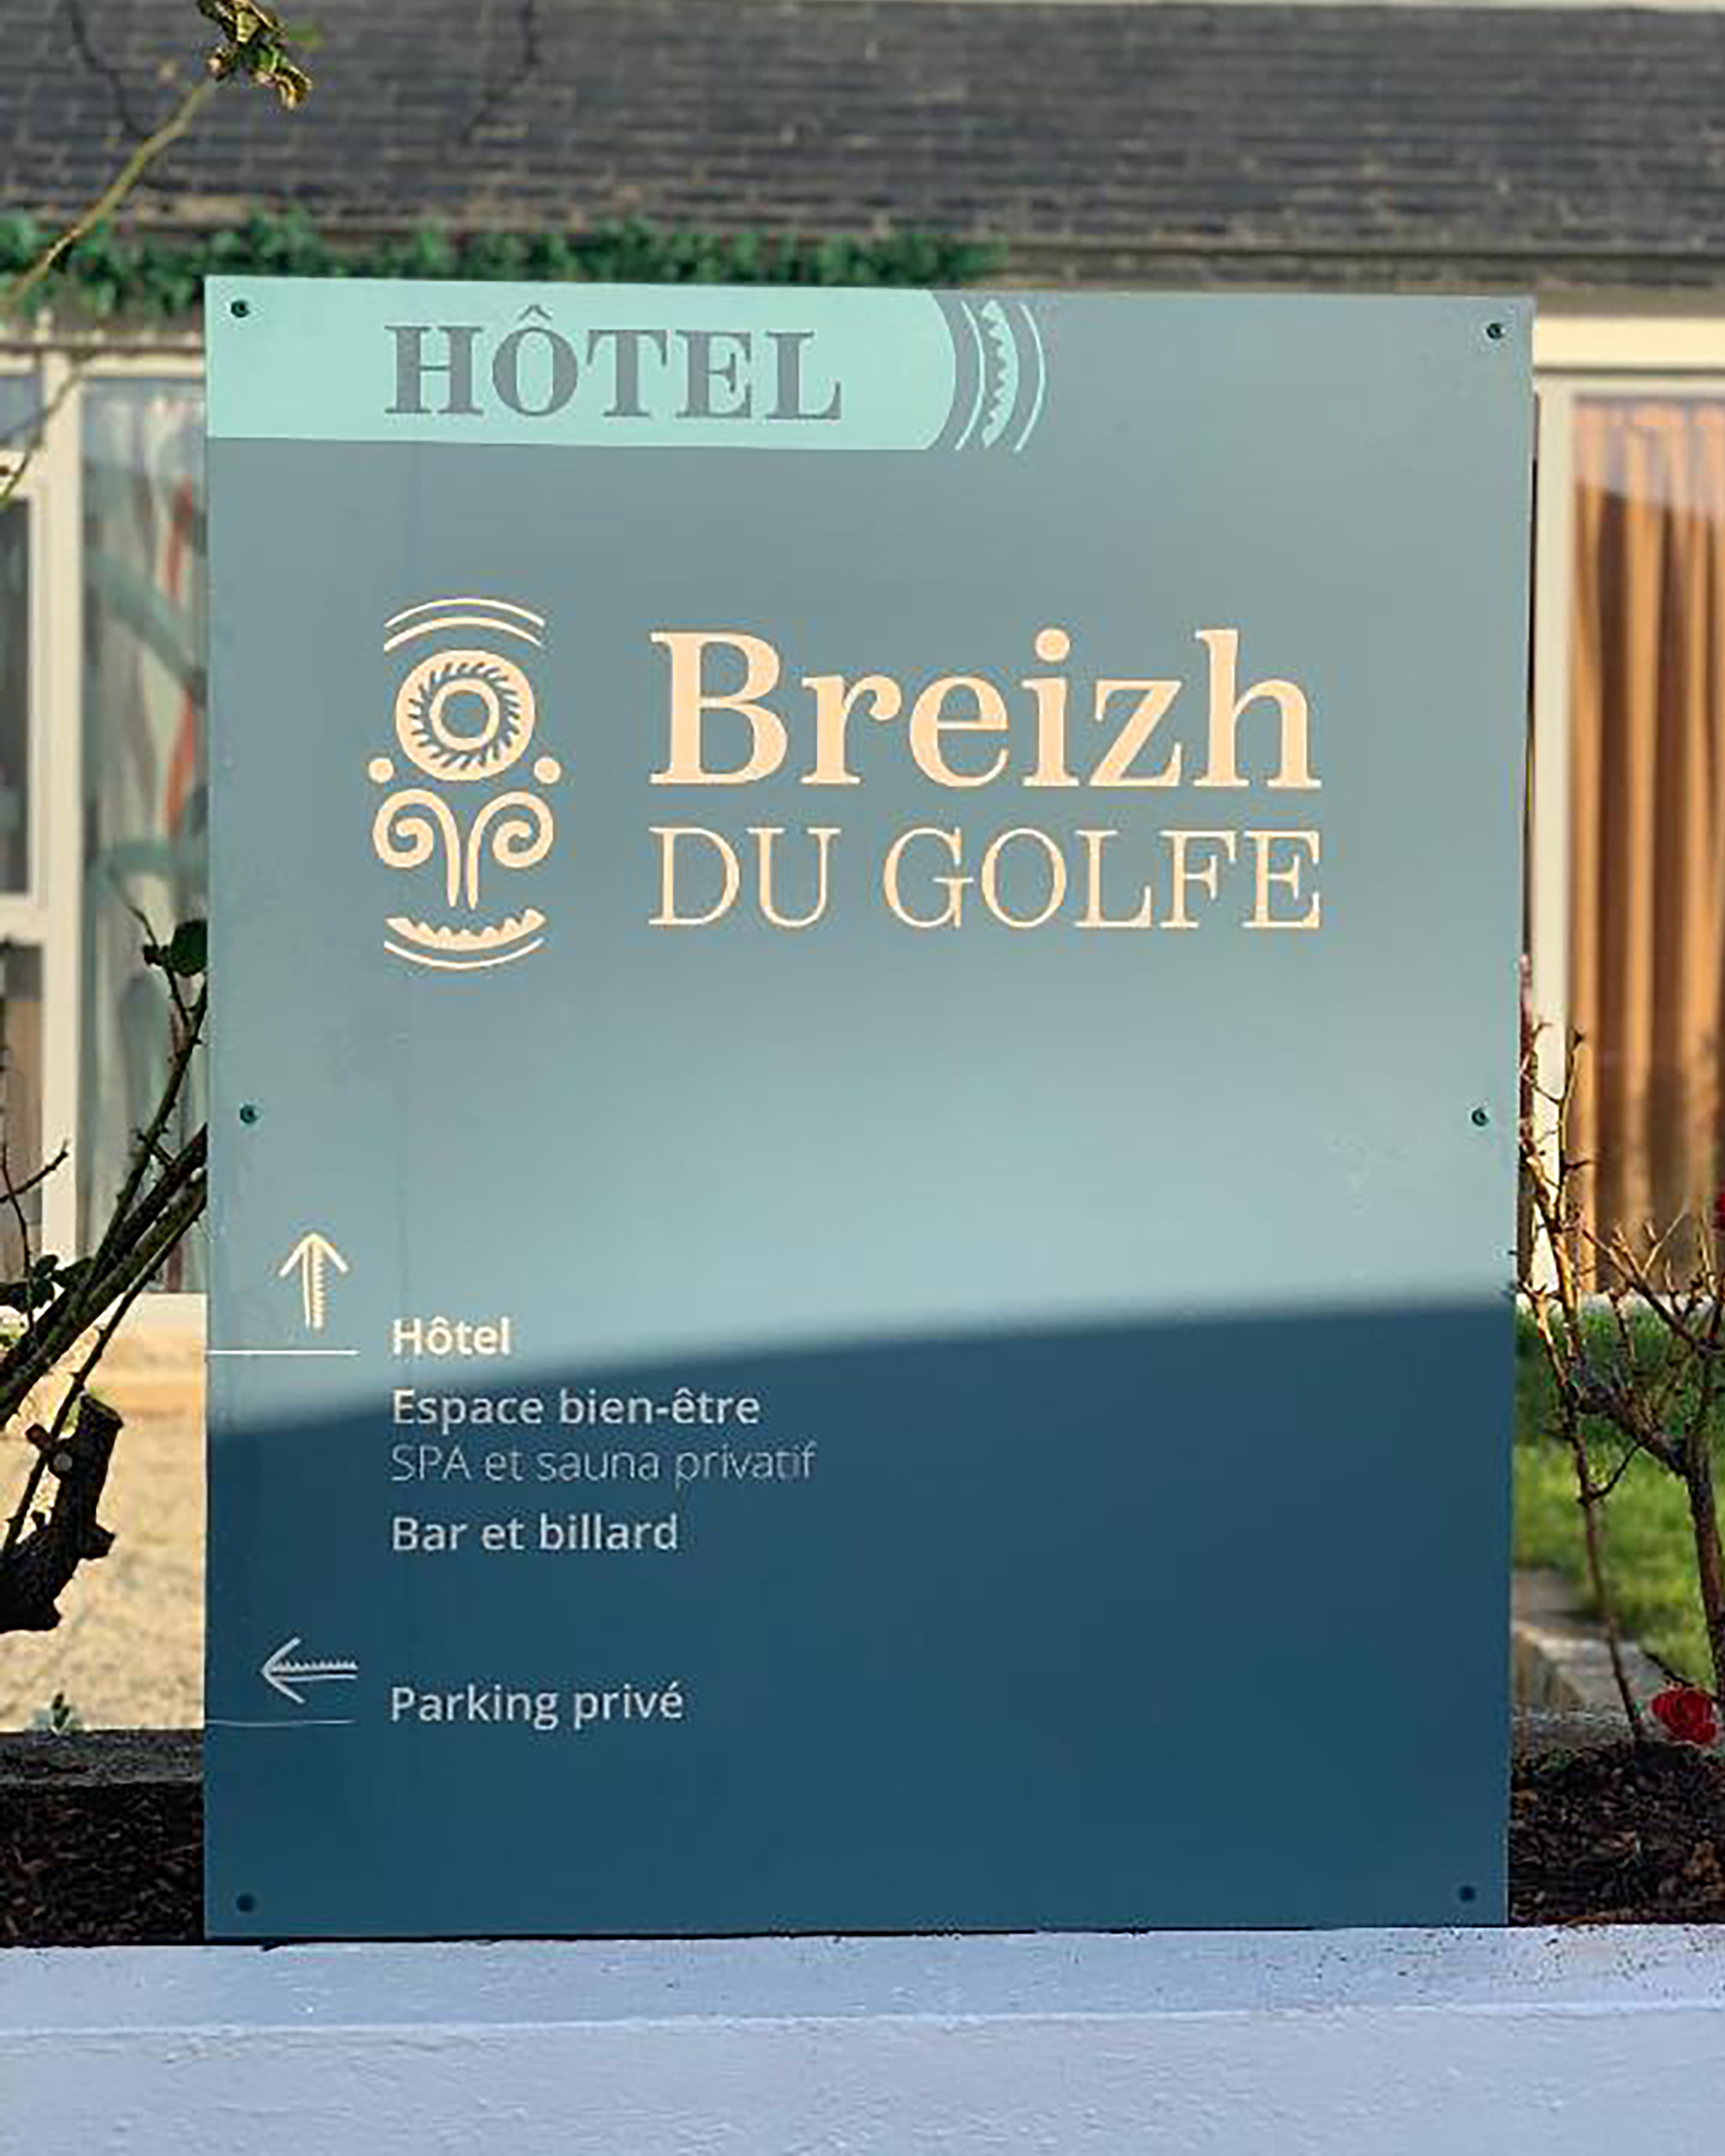 HÔTEL
Breizh
DU GOLFE
Hôtel
Espace bien-être
SPA et sauna privatif
Bar et billard
Parking privé